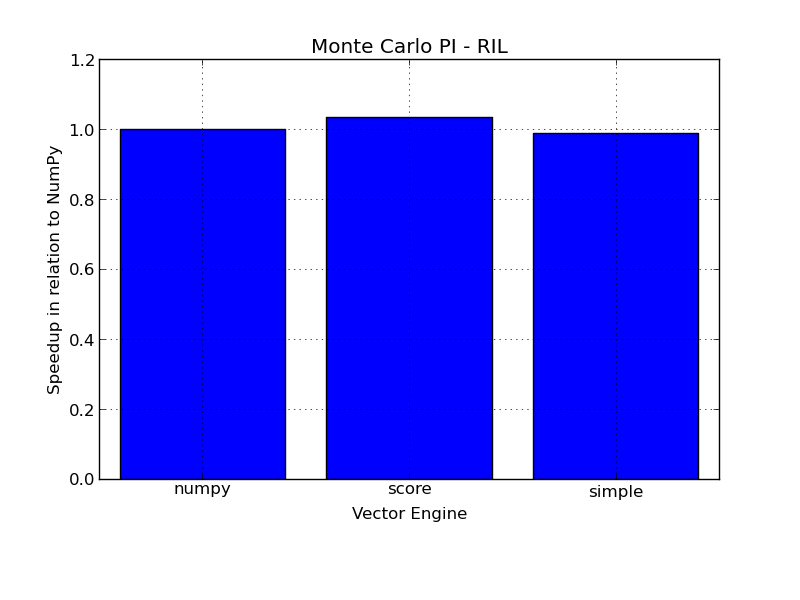 Monte Carlo PI - RIL
1.2
1.0
0.8
0.6
0.4
0.2
0.0
Speedup in relation to NumPy
numpy score simple
Vector Engine